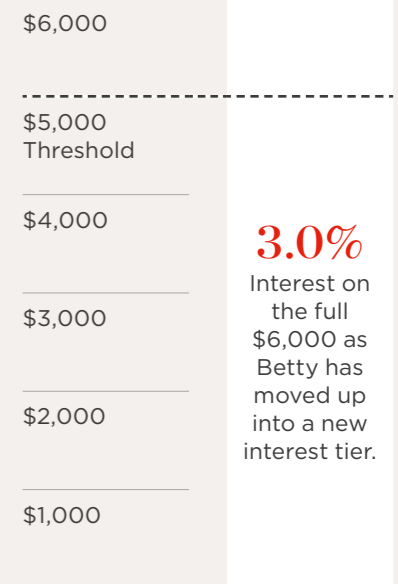 $6,000
$5,000
Threshold
$4,000
$3,000
$2,000
$1,000
3.0%
Interest on
the full
$6,000 as
Betty has
moved up
into a new
interest tier.